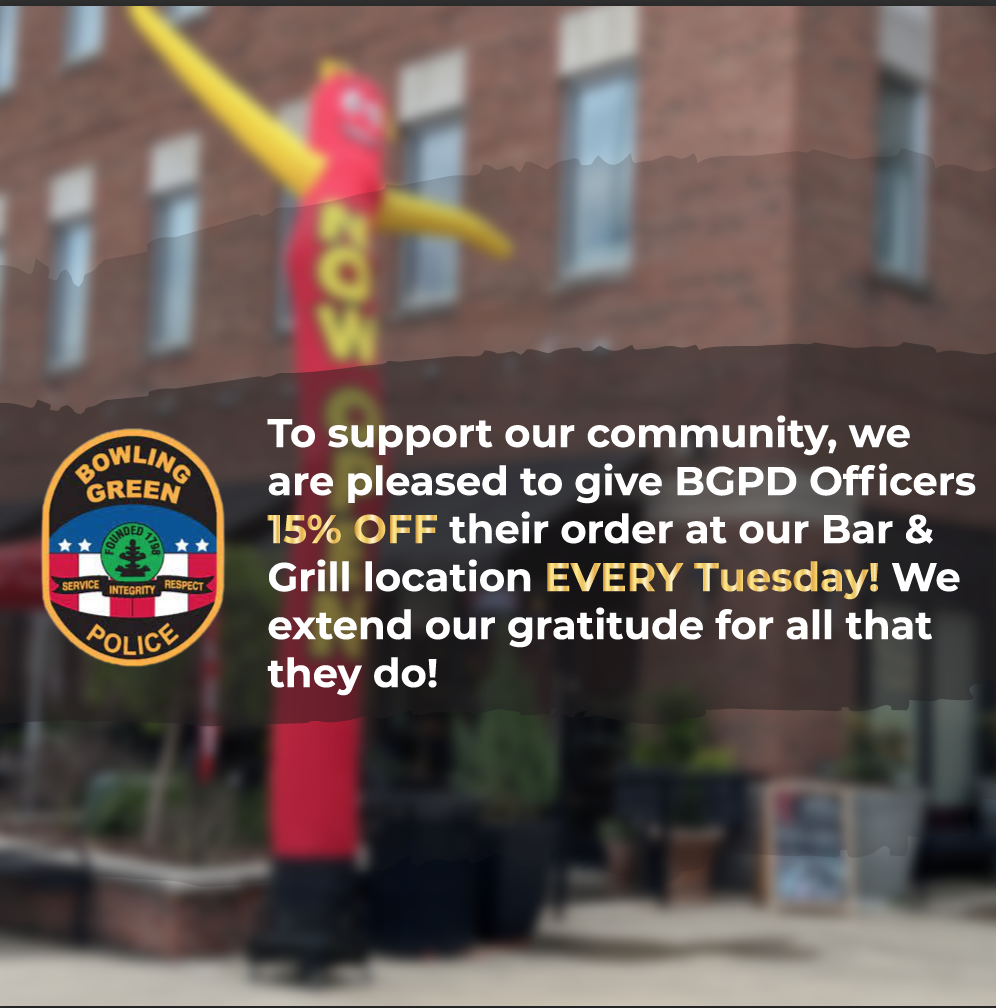 NOW
OPEN
BOWLING
GREEN
FOUNDED 1798
SERVICE
INTEGRITY
RESPECT
POLICE
To support our community, we
are pleased to give BGPD Officers
15% OFF their order at our Bar &
Grill location EVERY Tuesday! We
extend our gratitude for all that
they do!